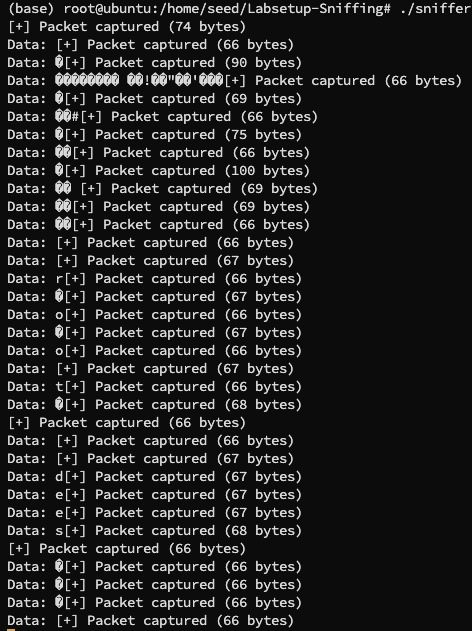 (base) root@ubuntu:/home/seed/Labsetup-Sniffing# ./sniffer
[+] Packet captured (74 bytes)
Data: [+] Packet captured (66 bytes)
Data: �[+] Packet captured (90 bytes)
Data: �������� ��!��"��'���[+] Packet captured (66 bytes)
Data: �[+] Packet captured (69 bytes)
Data: ��#[+] Packet captured (66 bytes)
Data: �[+] Packet captured (75 bytes)
Data: ��[+] Packet captured (66 bytes)
Data: �[+] Packet captured (100 bytes)
Data: �� [+] Packet captured (69 bytes)
Data: ��[+] Packet captured (69 bytes)
Data: ��[+] Packet captured (66 bytes)
Data: [+] Packet captured (66 bytes)
Data: [+] Packet captured (67 bytes)
Data: r[+] Packet captured (66 bytes)
Data: �[+] Packet captured (67 bytes)
Data: o[+] Packet captured (66 bytes)
Data: �[+] Packet captured (67 bytes)
Data: o[+] Packet captured (66 bytes)
Data: [+] Packet captured (67 bytes)
Data: t[+] Packet captured (66 bytes)
Data: �[+] Packet captured (68 bytes)
[+] Packet captured (66 bytes)
Data: [+] Packet captured (66 bytes)
Data: [+] Packet captured (67 bytes)
Data: d[+] Packet captured (67 bytes)
Data: e[+] Packet captured (67 bytes)
Data: e[+] Packet captured (67 bytes)
Data: s[+] Packet captured (68 bytes)
[+] Packet captured (66 bytes)
Data: �[+] Packet captured (66 bytes)
Data: �[+] Packet captured (66 bytes)
Data: �[+] Packet captured (66 bytes)
Data: [+] Packet captured (66 bytes)